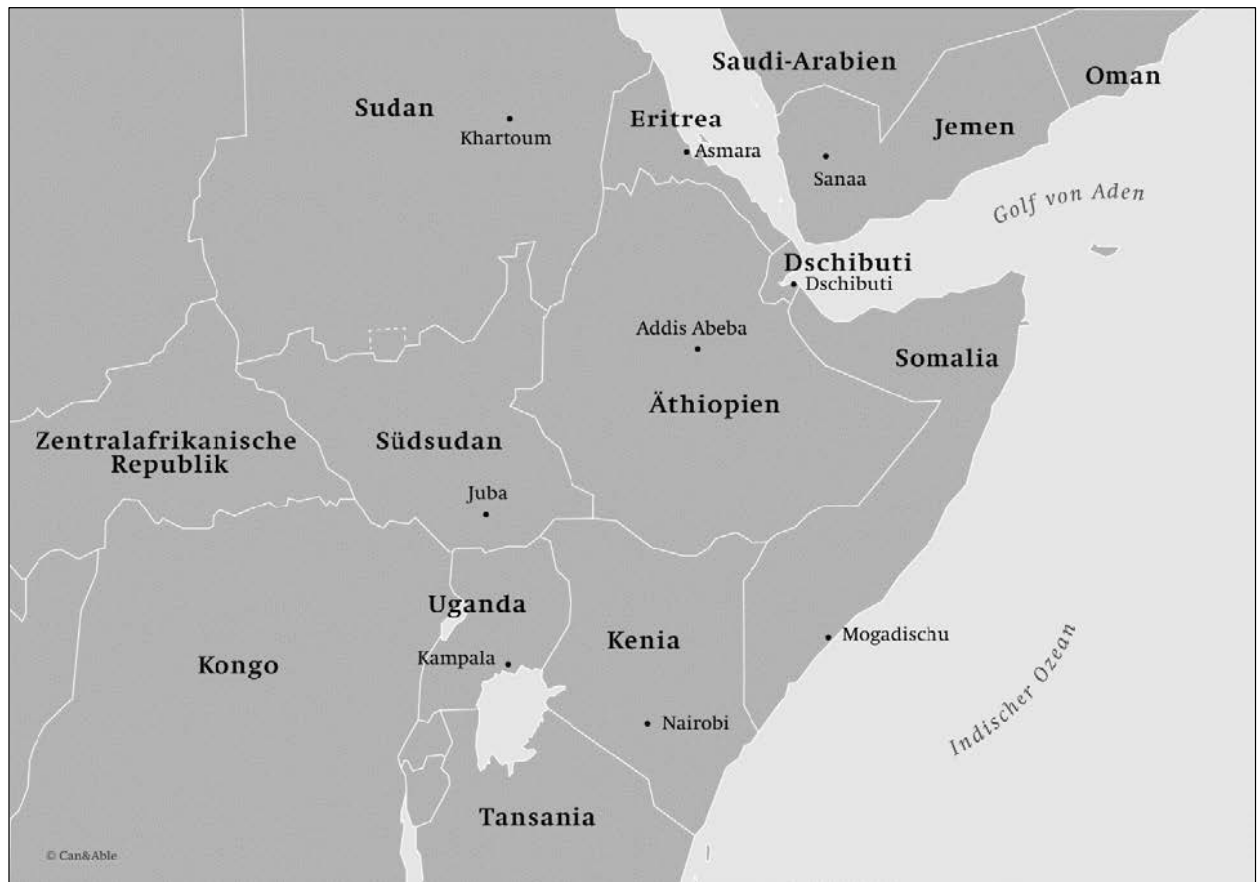 Saudi-Arabien
Oman
Sudan
Eritrea
Jemen
Khartoum
Asmara
Sanaa
Golf von Aden
Dschibuti
Dschibuti
Addis Abeba
Somalia
Äthiopien
Zentralafrikanische
Republik
Südsudan
Juba
Uganda
Kenia
Mogadischu
Kampala
Kongo
Nairobi
Indischer Ozean
Tansania
© Can&Able